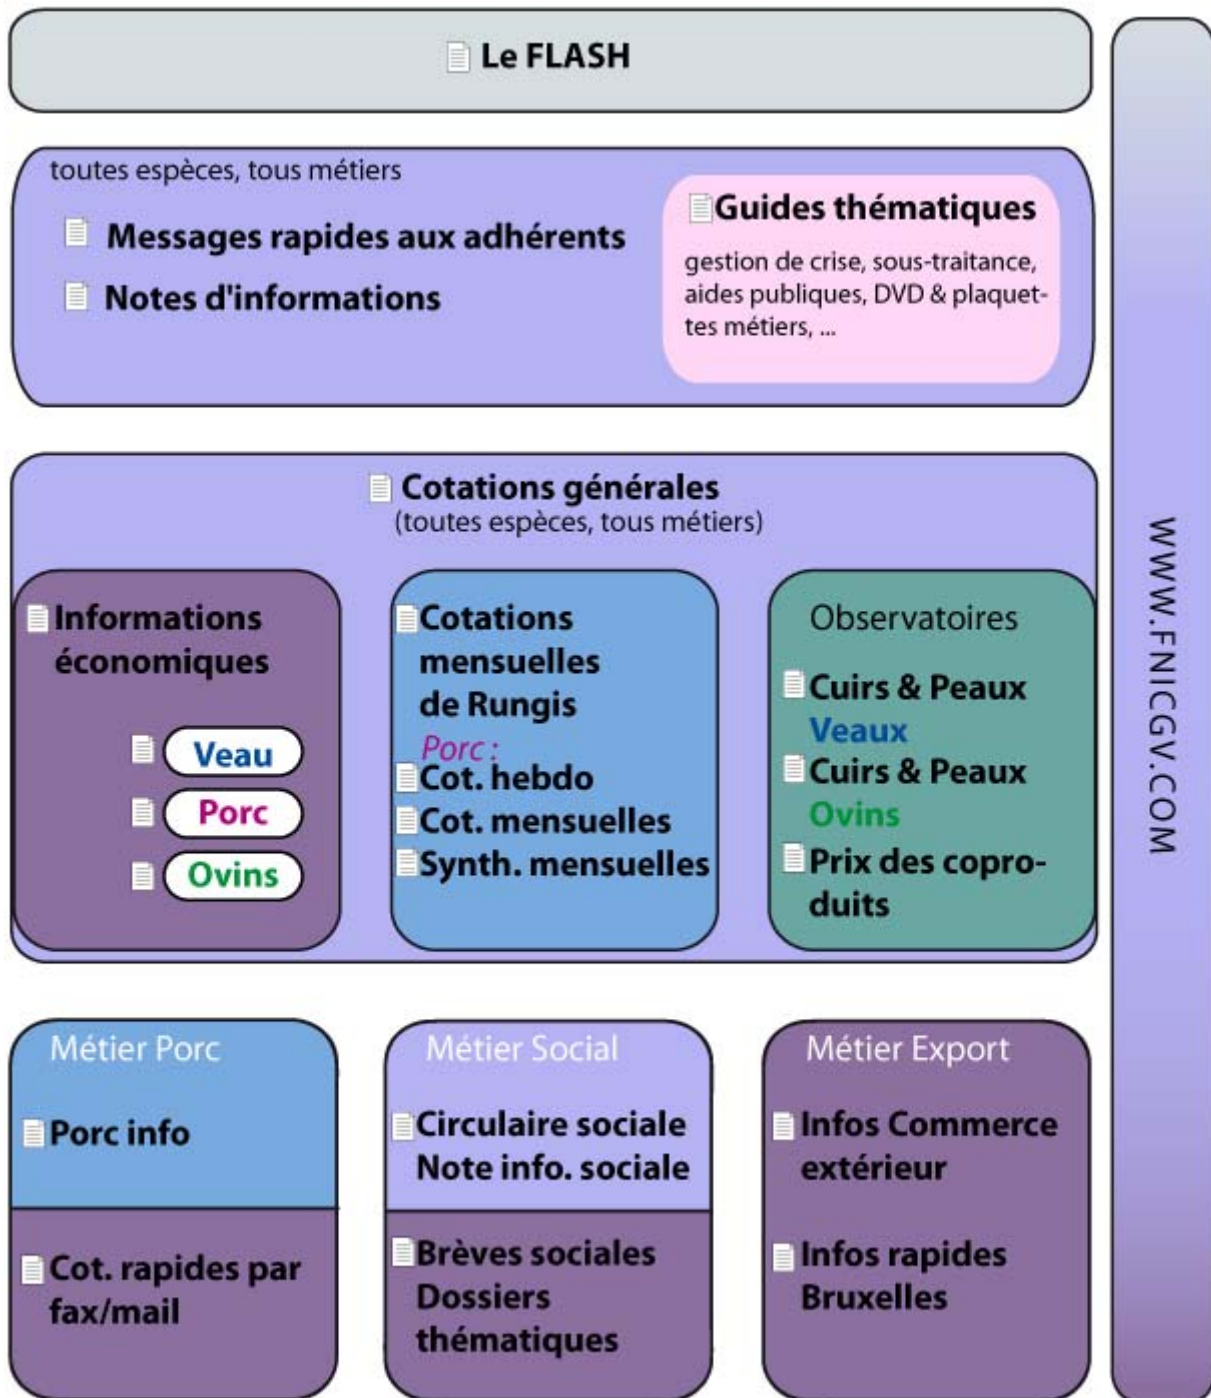 Le FLASH
toutes espèces, tous métiers
Messages rapides aux adhérents
Notes d'informations
Guides thématiques
gestion de crise, sous-traitance,
aides publiques, DVD & plaquet-
tes métiers, ...
Cotations générales
(toutes espèces, tous métiers)
Informations
économiques
Veau
Porc
Ovins
Cotations
mensuelles
de Rungis
Porc :
Cot. hebdo
Cot. mensuelles
Synth. mensuelles
Observatoires
Cuirs & Peaux
Veaux
Cuirs & Peaux
Ovins
Prix des copro-
duits
Métier Porc
Porc info
Cot. rapides par
fax/mail
Métier Social
Circulaire sociale
Note info. sociale
Brèves sociales
Dossiers
thématiques
Métier Export
Infos Commerce
extérieur
Infos rapides
Bruxelles
WWW.FNICGV.COM